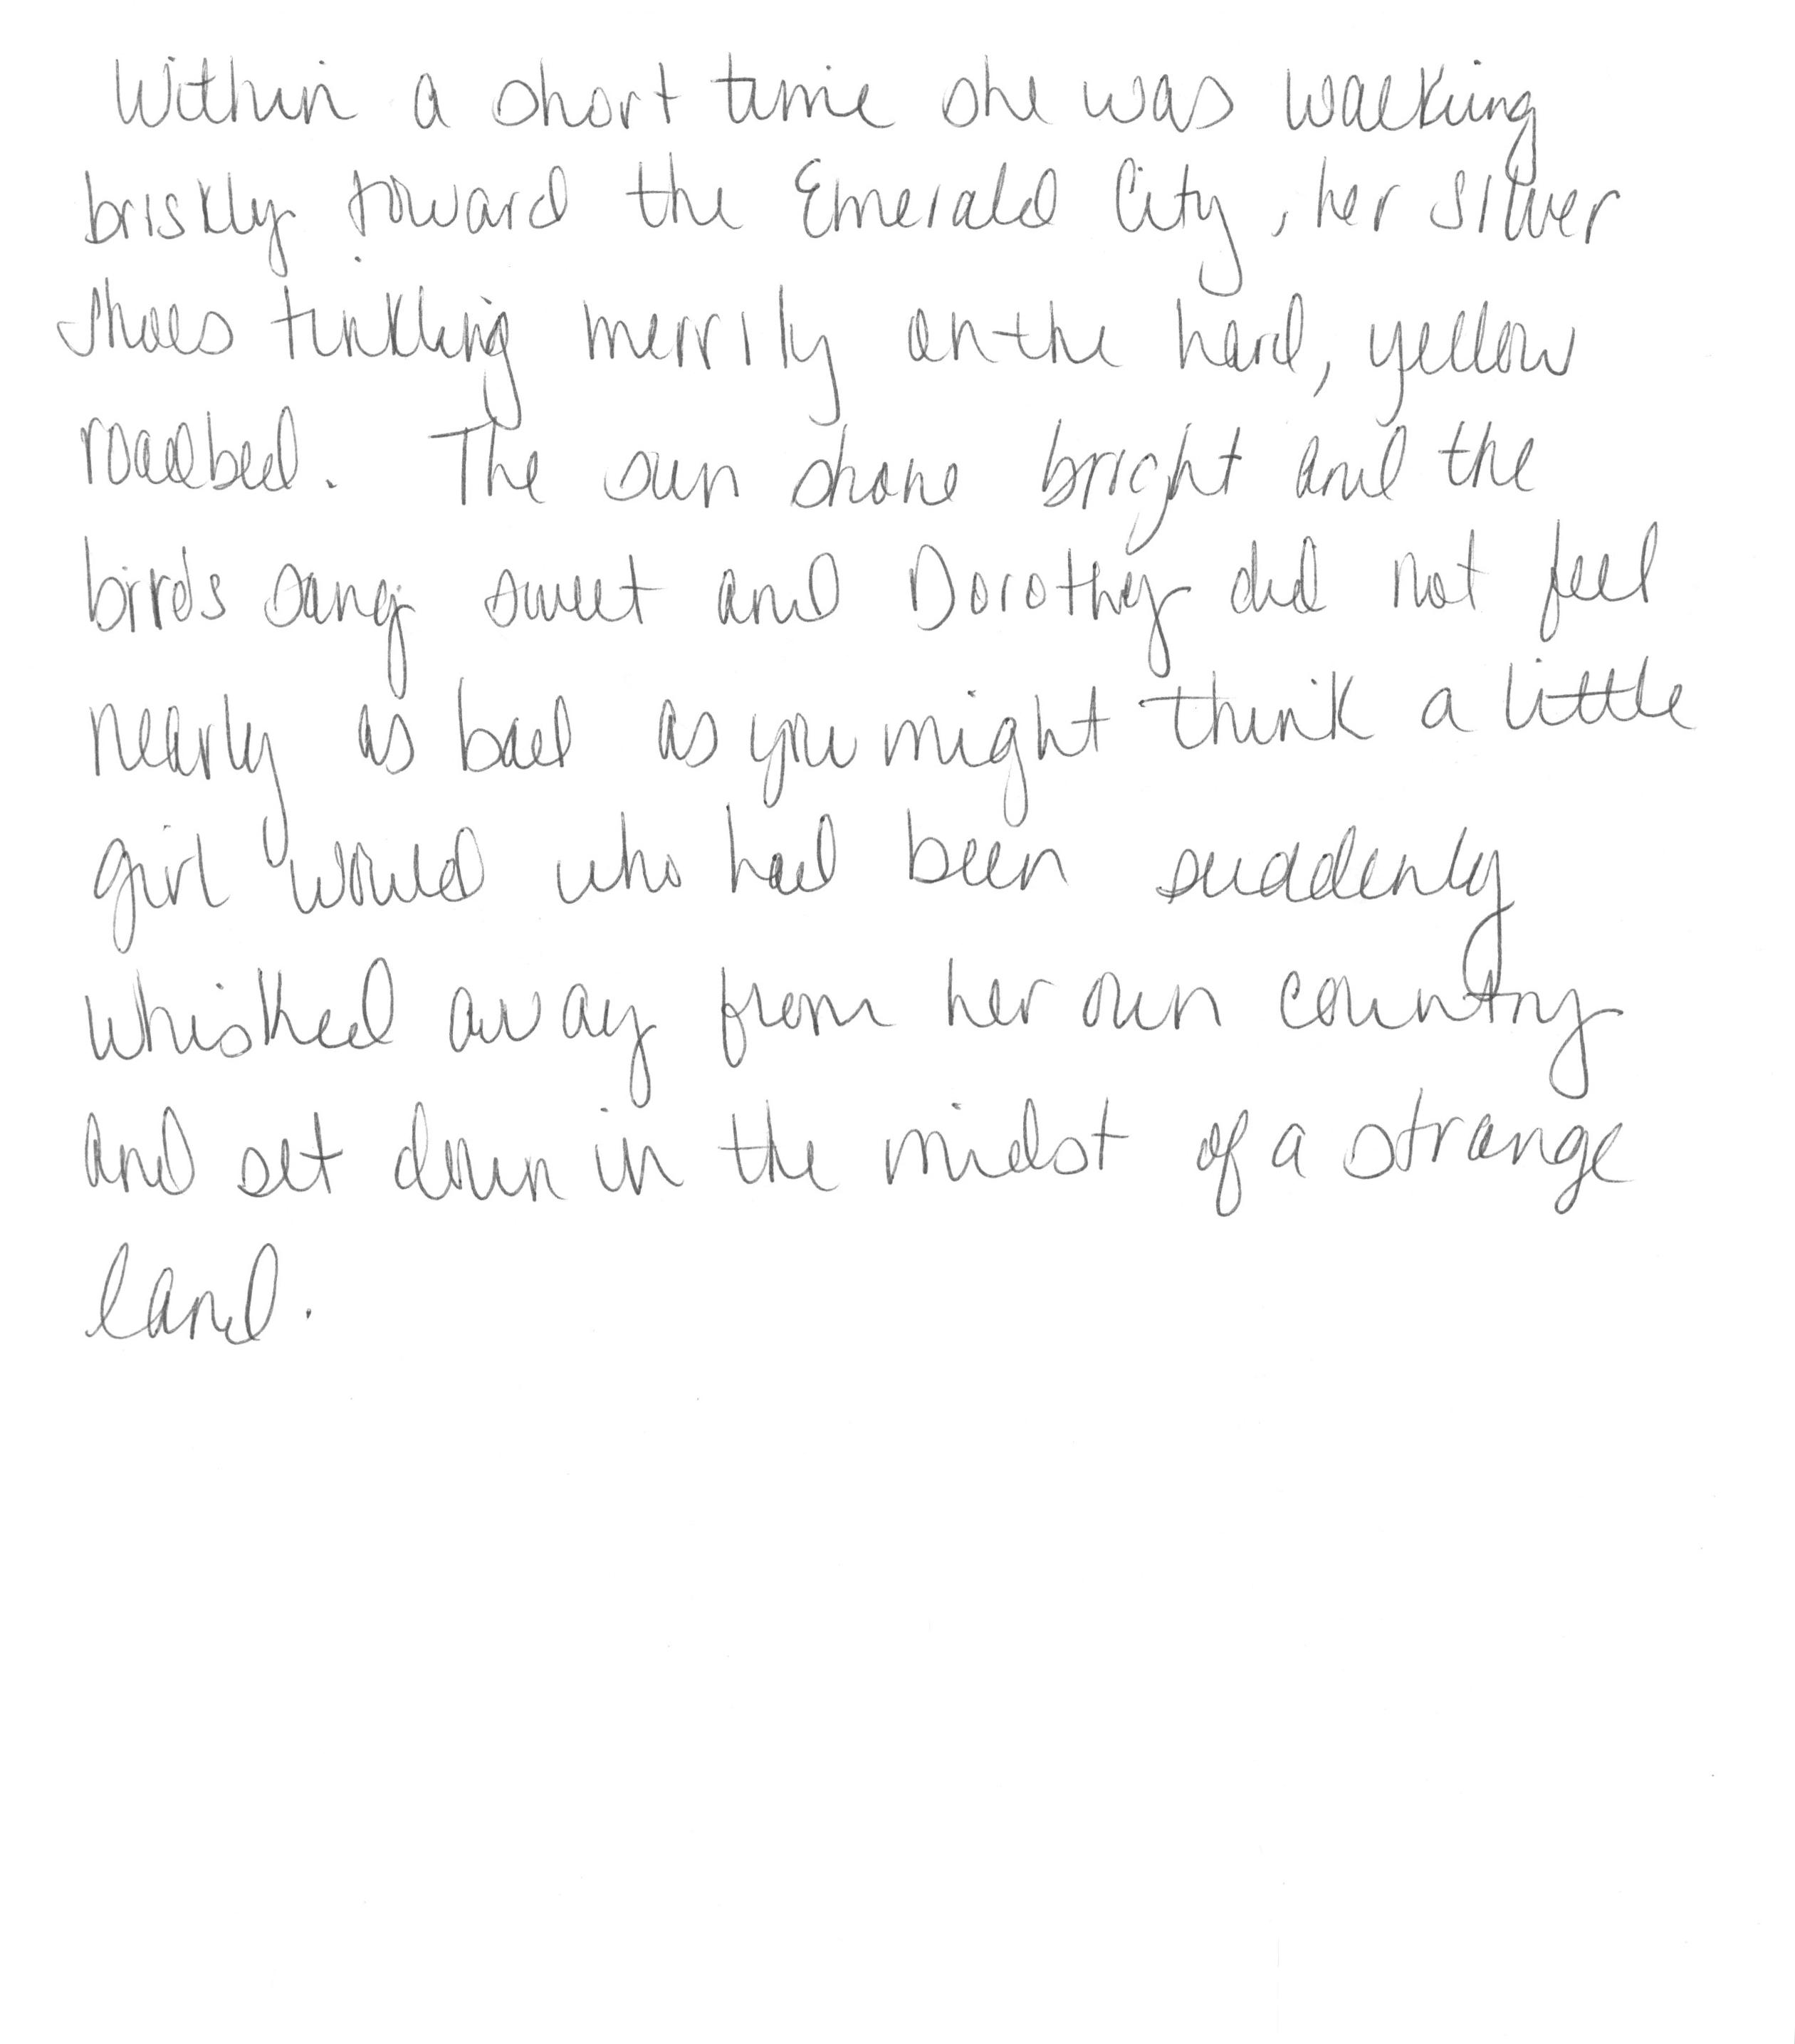 Within a short time she was walking
briskly toward the Emerald City, her silver
shoes tinkling merrily on the hard, yellow
roadbed. The sun shone bright and the
birds sang sweet and Dorothy did not feel
nearly as bad as you might think a little
girl would who had been suddenly
whisked away from her own country
and set down in the midst of a strange
land.